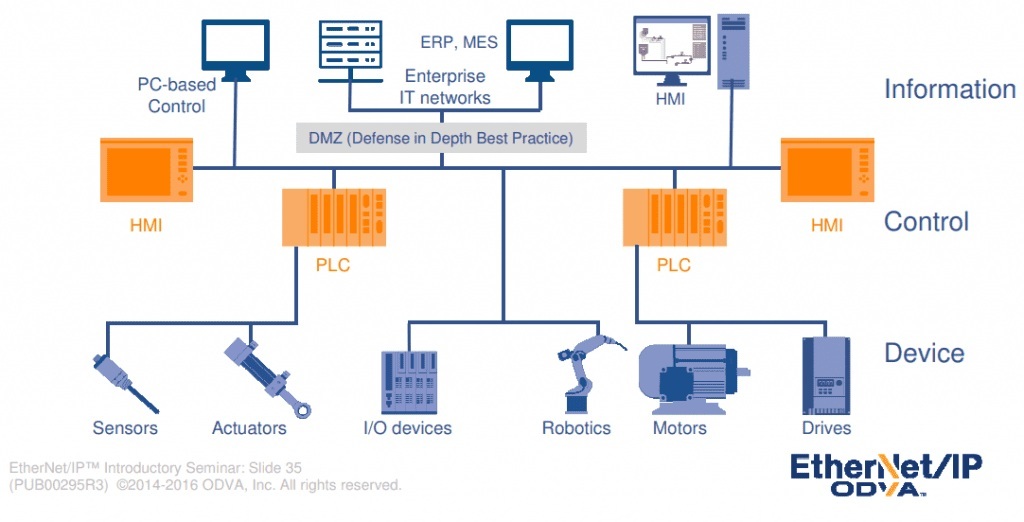 PC-based
Control
ERP, MES
Enterprise
IT networks
HMI
Information
DMZ (Defense in Depth Best Practice)
HMI
PLC
PLC
HMI
Control
Device
Sensors
Actuators
I/O devices
Robotics
Motors
Drives
EtherNet/IP™ Introductory Seminar: Slide 35
(PUB00295R3) ©2014-2016 ODVA, Inc. All rights reserved.
EtherNet/IP
ODVA™